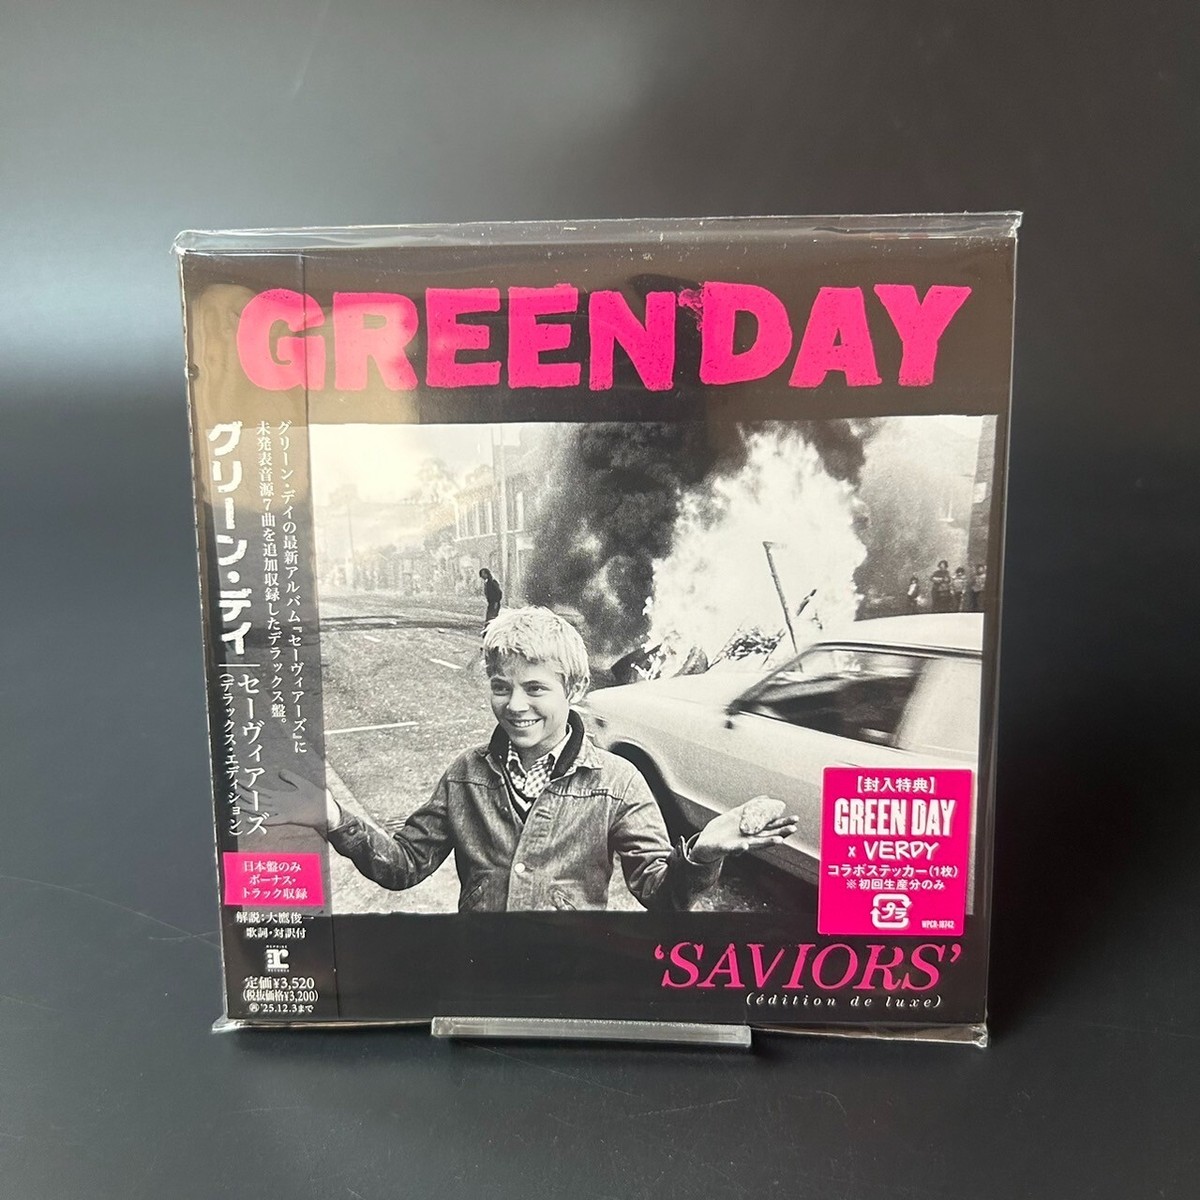 GREEN DAY
グリーン・デイの最新アルバム『セーヴィアーズ』に
未発表音源7曲を追加収録したデラックス盤。
グリーン・デイ
セーヴィアーズ
(デラックス・エディション)
日本盤のみ
ボーナス・
トラック収録
解説:大鷹俊一
歌詞・対訳付
REPRISE
r
RECORDS
定価¥3,520
(税抜価格¥3,200)
'25.12.3まで
【封入特典】
GREEN DAY
x VERDY
コラボステッカー(1枚)
※初回生産分のみ
プラ
WPCR-18742
'SAVIORS'
(édition de luxe)